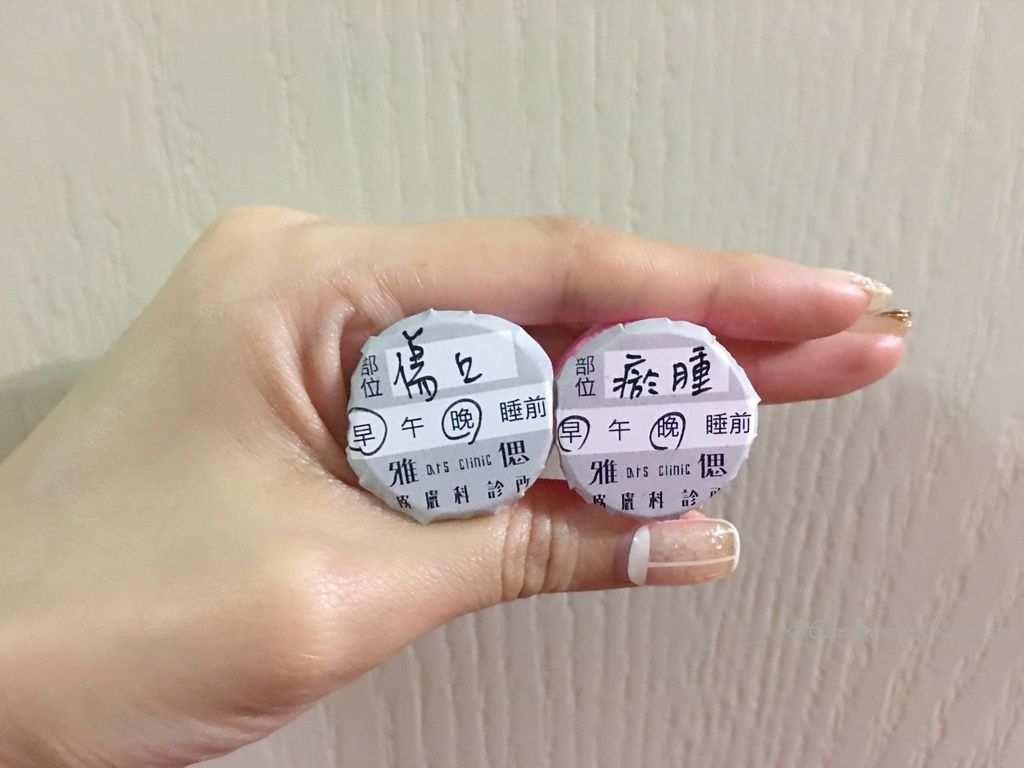 部位 傷口
早 午 晚 睡前
雅 ars clinic 偲
皮膚科診所
部位 瘀腫
早 午 晚 睡前
雅 ars clinic 偲
皮膚科診所